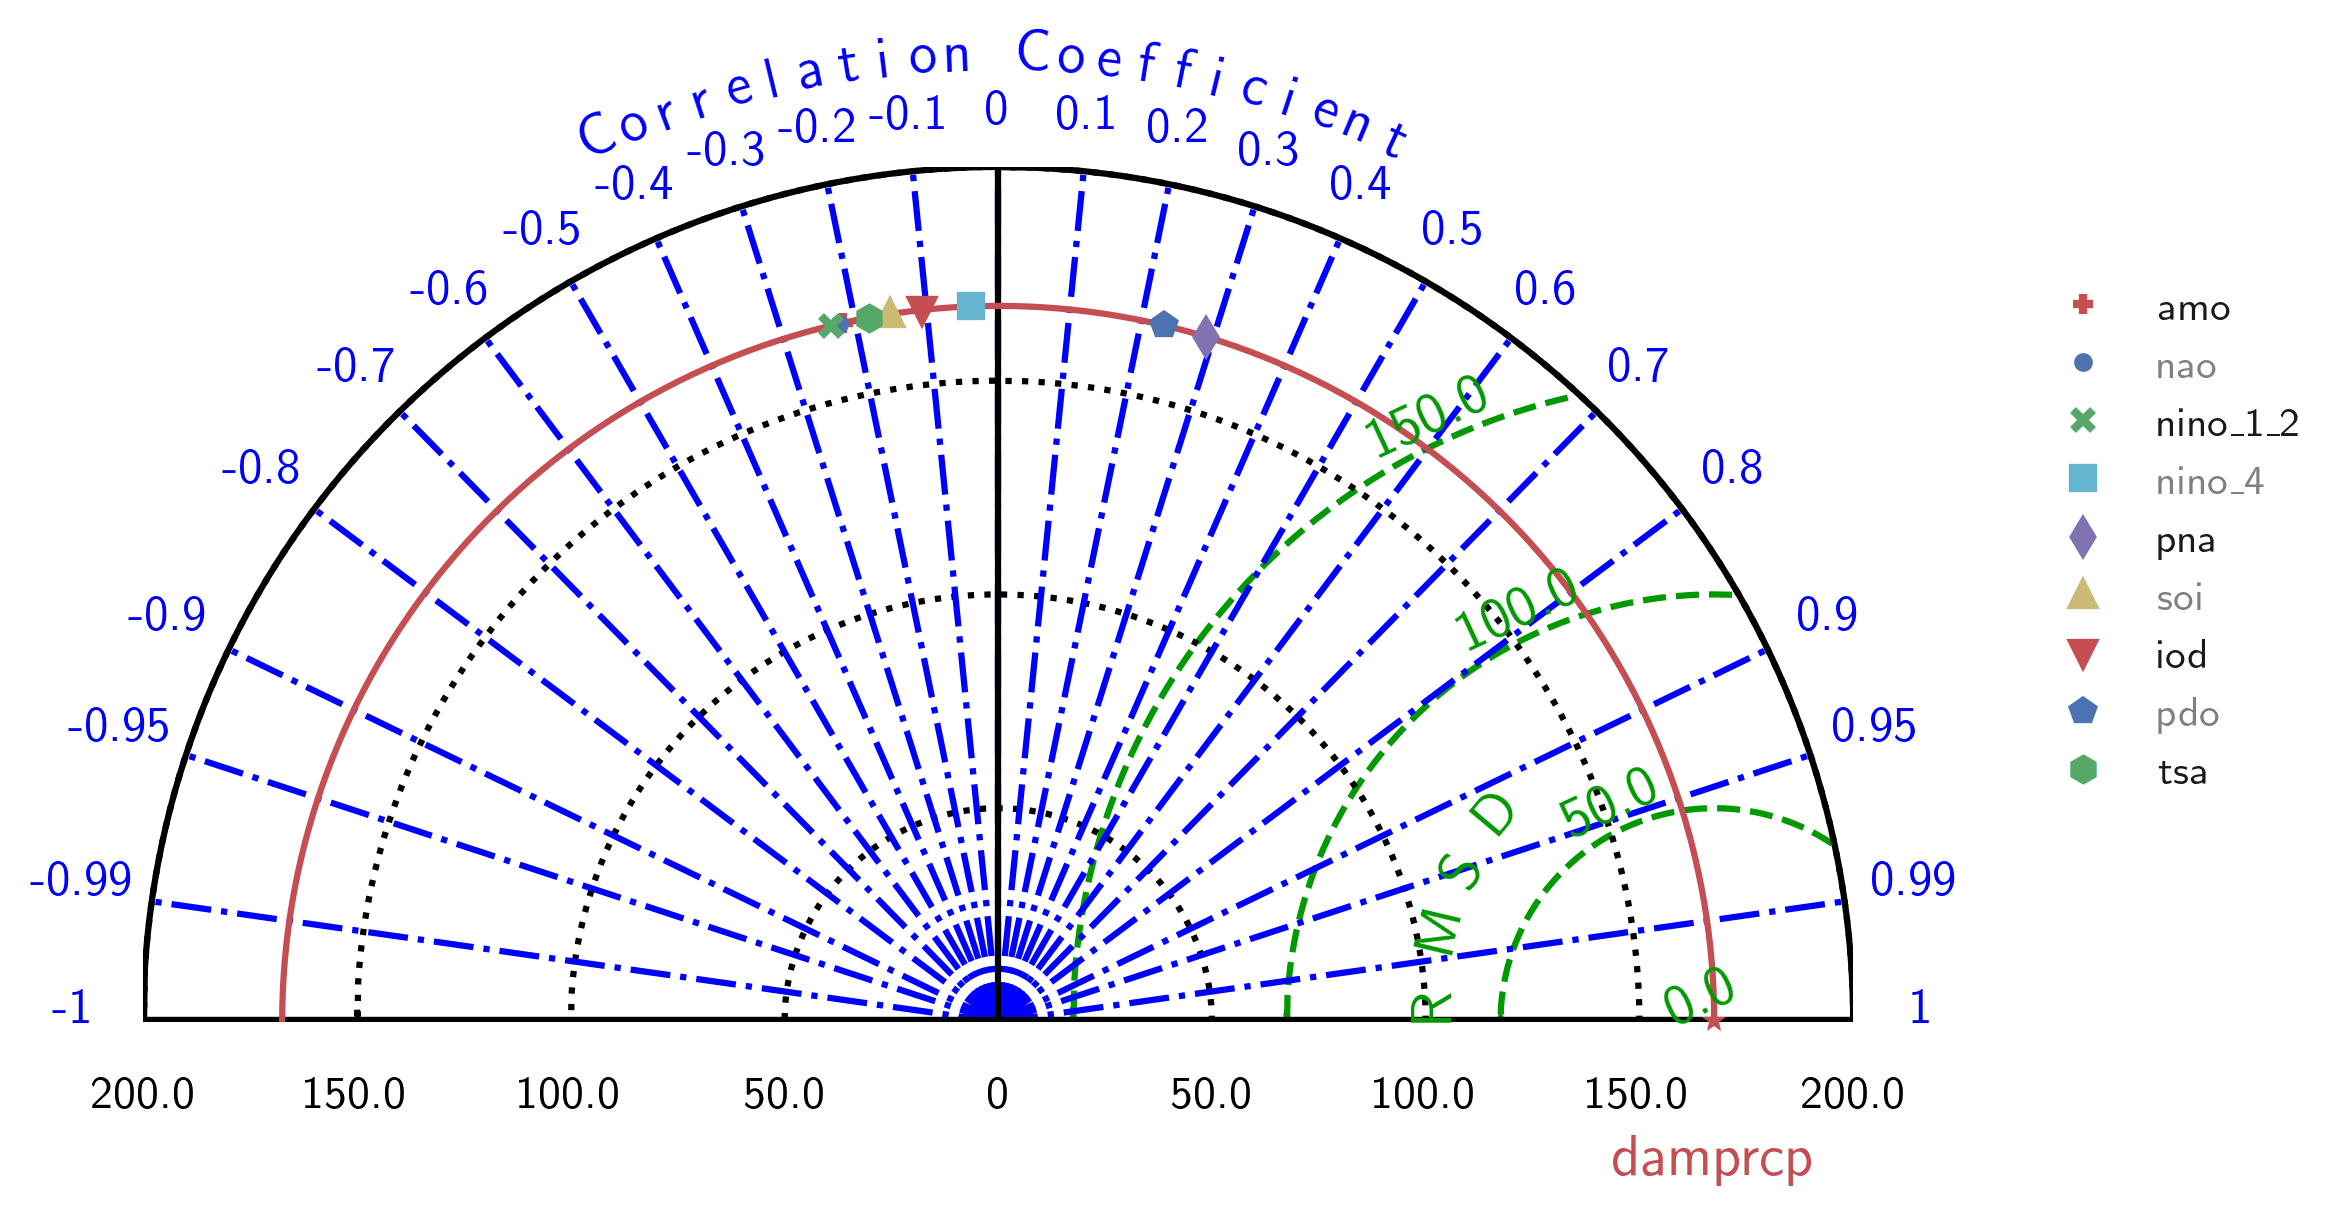 Correlation Coefficient
-1
-0.99
-0.95
-0.9
-0.8
-0.7
-0.6
-0.5
-0.4
-0.3
-0.2
-0.1
0
0.1
0.2
0.3
0.4
0.5
0.6
0.7
0.8
0.9
0.95
0.99
1
150.0
100.0
50.0
0.0
RMSD
200.0 150.0 100.0 50.0 0 50.0 100.0 150.0 200.0
damprcp
amo
nao
nino_1_2
nino_4
pna
soi
iod
pdo
tsa